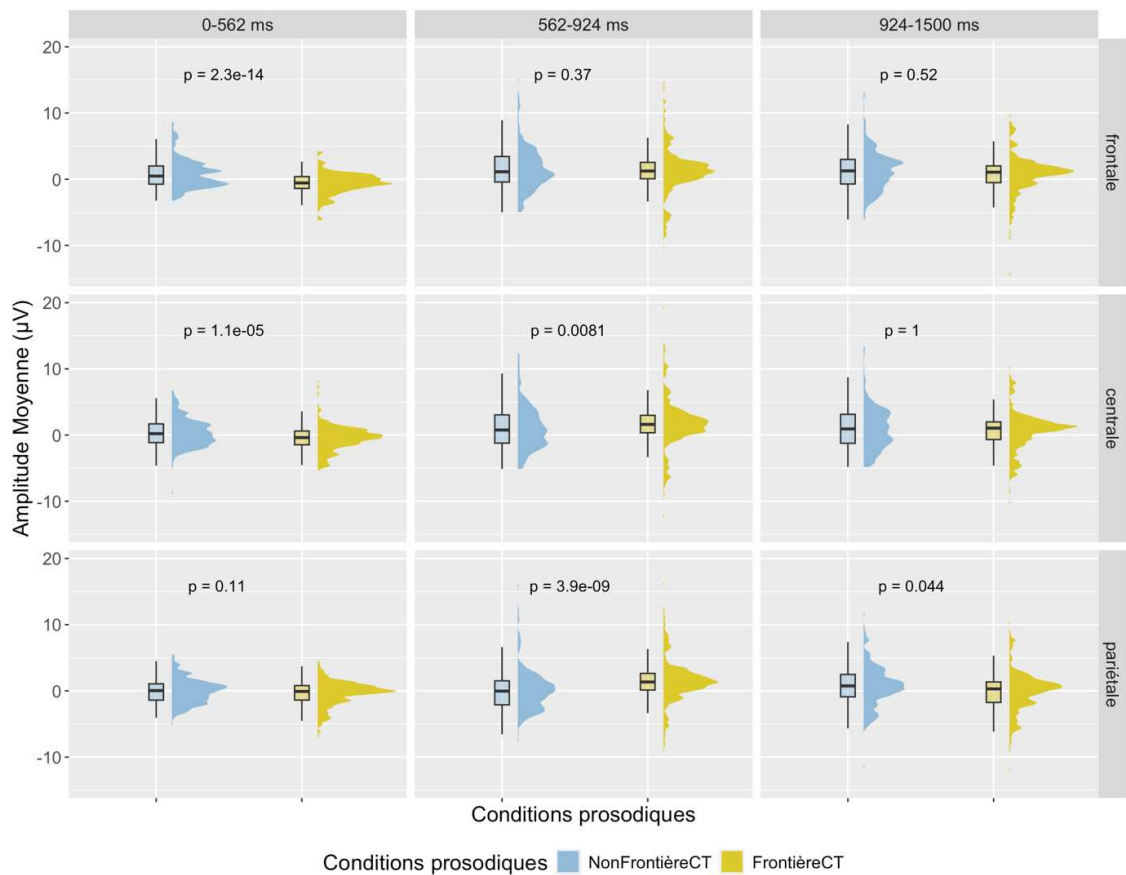 0-562 ms
562-924 ms
924-1500 ms
20
10
0
-10
p = 2.3e-14
p = 0.37
p = 0.52
frontale
Amplitude Moyenne (µV)
20
10
0
-10
p = 1.1e-05
p = 0.0081
p = 1
centrale
20
10
0
-10
p = 0.11
p = 3.9e-09
p = 0.044
pariétale
Conditions prosodiques
Conditions prosodiques NonFrontièreCT FrontièreCT